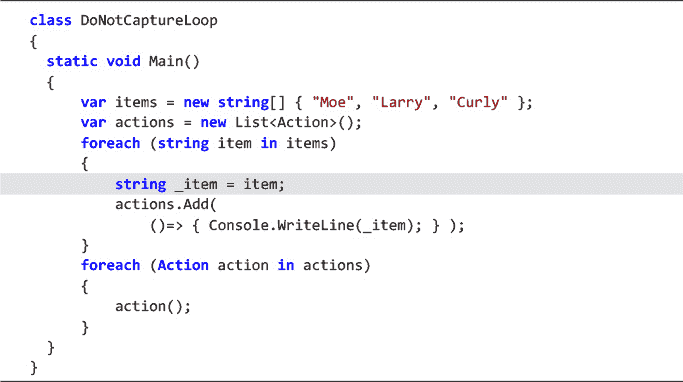 class DoNotCaptureLoop
{
  static void Main()
  {
      var items = new string[] { "Moe", "Larry", "Curly" };
      var actions = new List<Action>();
      foreach (string item in items)
      {
          string _item = item;
          actions.Add(
              ()=> { Console.WriteLine(_item); } );
      }
      foreach (Action action in actions)
      {
          action();
      }
  }
}